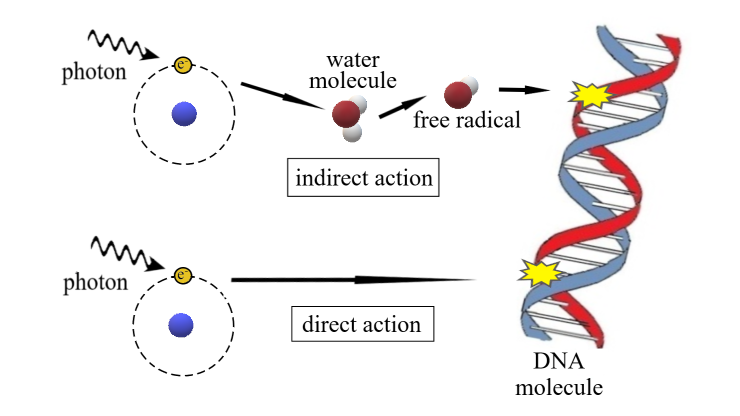 photon
e⁻
water
molecule
free radical
indirect action
photon
e⁻
direct action
DNA
molecule